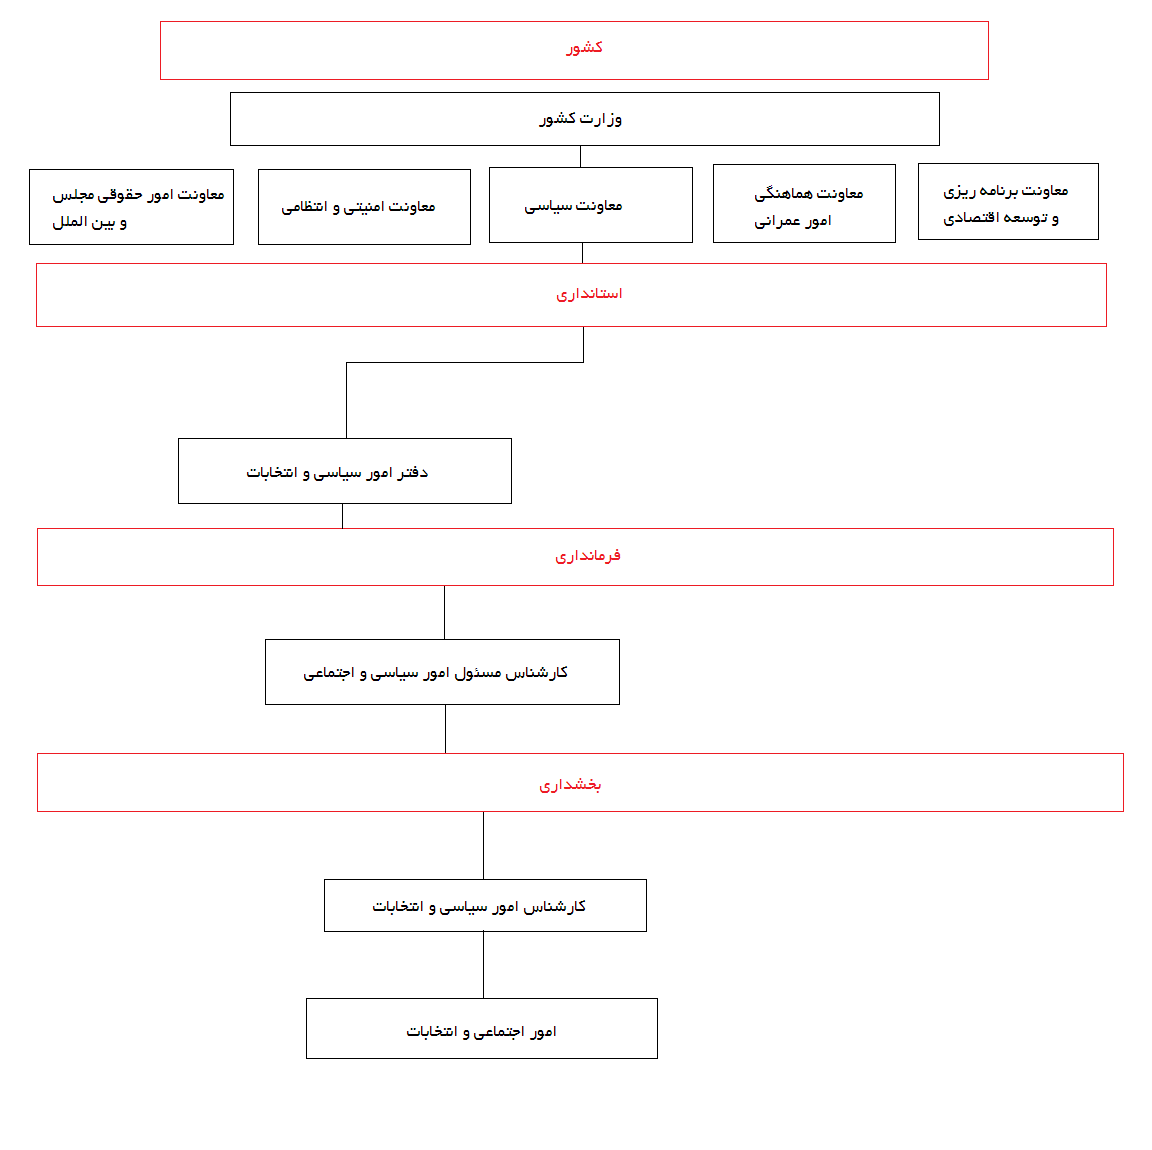 کشور
وزارت کشور
معاونت برنامه ریزی
و توسعه اقتصادی
معاونت هماهنگی
امور عمرانی
معاونت سیاسی
معاونت امنیتی و انتظامی
معاونت امور حقوقی مجلس
و بین الملل
استانداری
دفتر امور سیاسی و انتخابات
فرمانداری
کارشناس مسئول امور سیاسی و اجتماعی
بخشداری
کارشناس امور سیاسی و انتخابات
امور اجتماعی و انتخابات